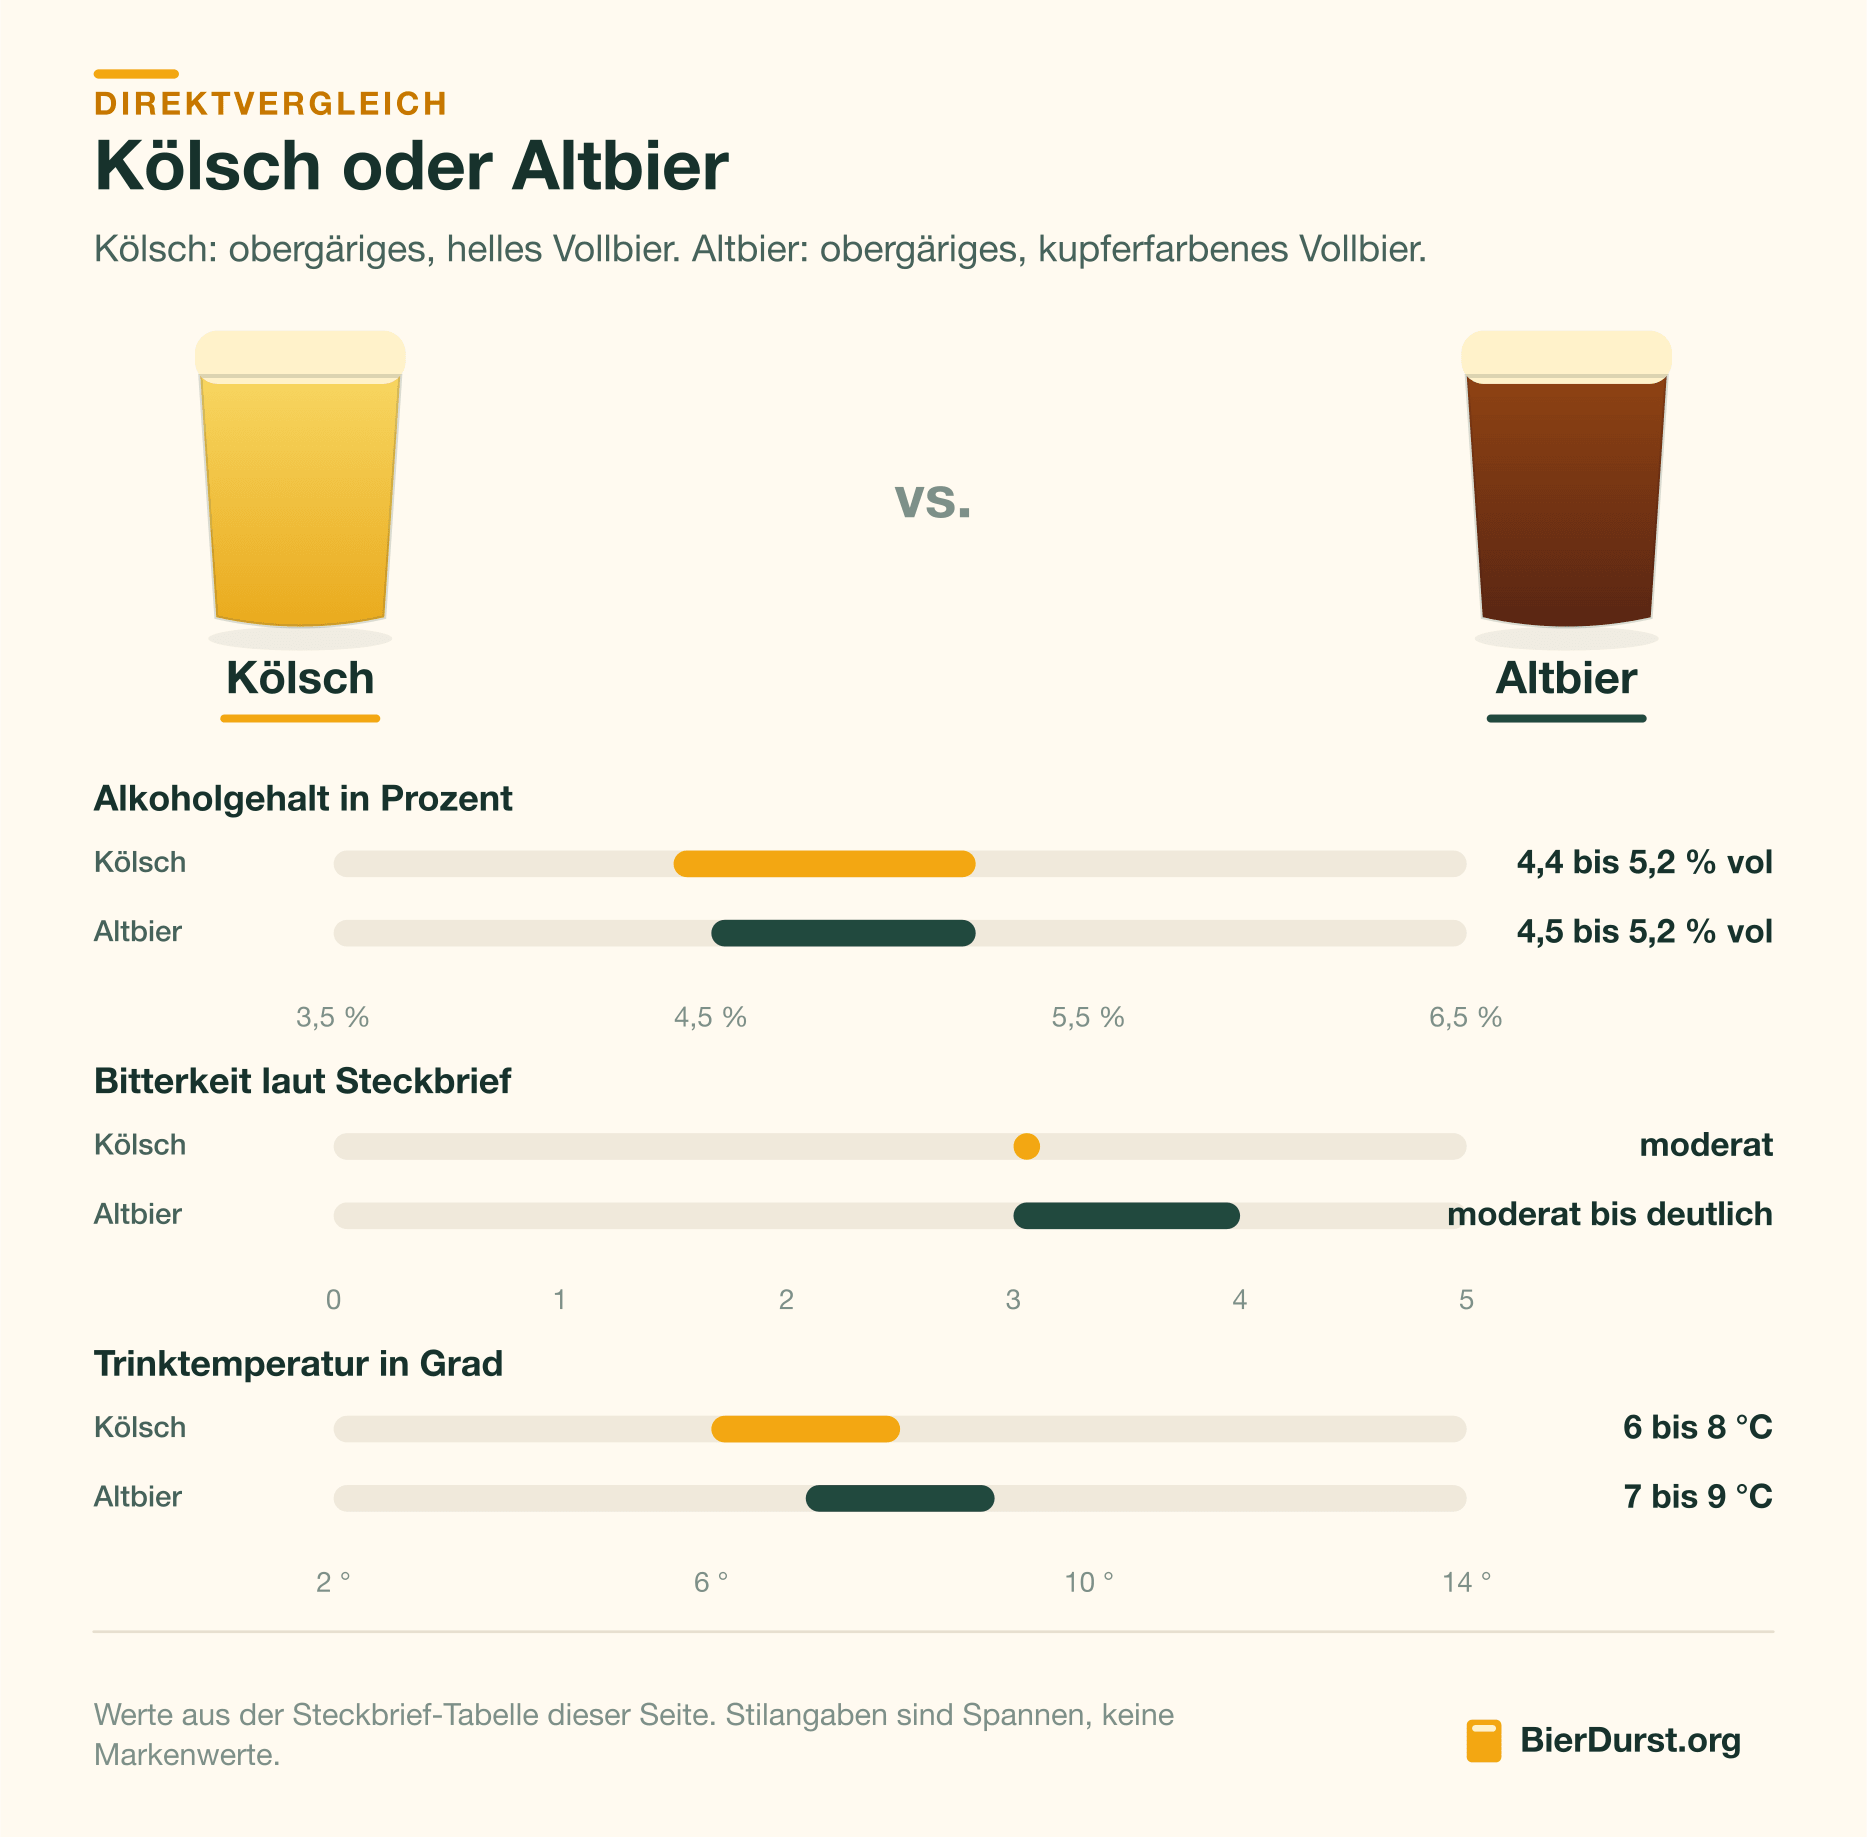 DIREKTVERGLEICH
Kölsch oder Altbier
Kölsch: obergäriges, helles Vollbier. Altbier: obergäriges, kupferfarbenes Vollbier.
vs.
Kölsch
Altbier
Alkoholgehalt in Prozent
Kölsch 4,4 bis 5,2 % vol
Altbier 4,5 bis 5,2 % vol
3,5 % 4,5 % 5,5 % 6,5 %
Bitterkeit laut Steckbrief
Kölsch moderat
Altbier moderat bis deutlich
0 1 2 3 4 5
Trinktemperatur in Grad
Kölsch 6 bis 8 °C
Altbier 7 bis 9 °C
2 ° 6 ° 10 ° 14 °
Werte aus der Steckbrief-Tabelle dieser Seite. Stilangaben sind Spannen, keine
Markenwerte.
BierDurst.org